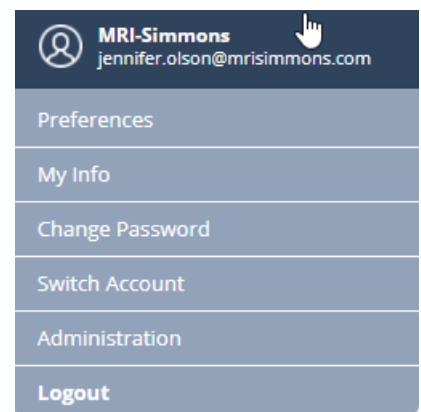 MRI-Simmons
jennifer.olson@mrisimmons.com
Preferences
My Info
Change Password
Switch Account
Administration
Logout